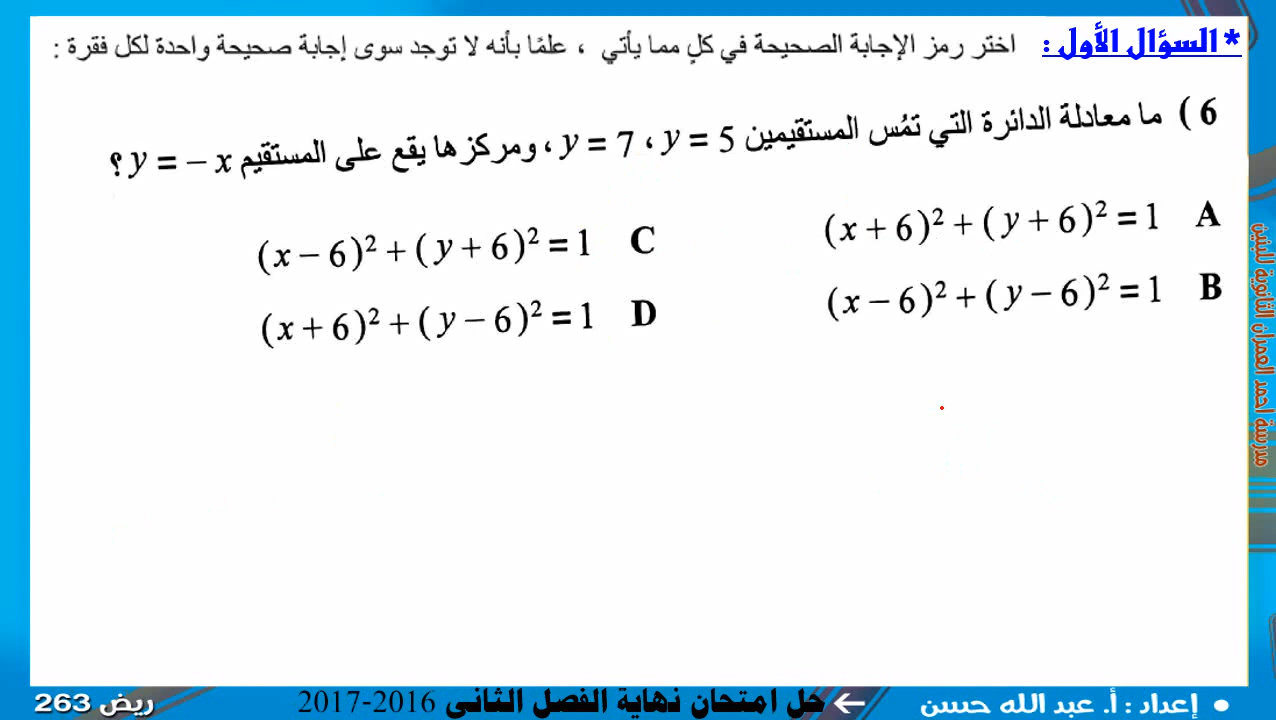 * السؤال الأول : اختر رمز الإجابة الصحيحة في كلٍ مما يأتي ، علمًا بأنه لا توجد سوى إجابة صحيحة واحدة لكل فقرة :
6 ) ما معادلة الدائرة التي تمُس المستقيمين y = 5 ، y = 7 ، ومركزها يقع على المستقيم y = – x ؟
A (x + 6)² + (y + 6)² = 1
C (x – 6)² + (y + 6)² = 1
B (x – 6)² + (y – 6)² = 1
D (x + 6)² + (y – 6)² = 1
مدرسة احمد العمران الثانوية للبنين
• إعداد : أ. عبد الله حسن ← حل امتحان نهاية الفصل الثاني 2016-2017 ريض 263